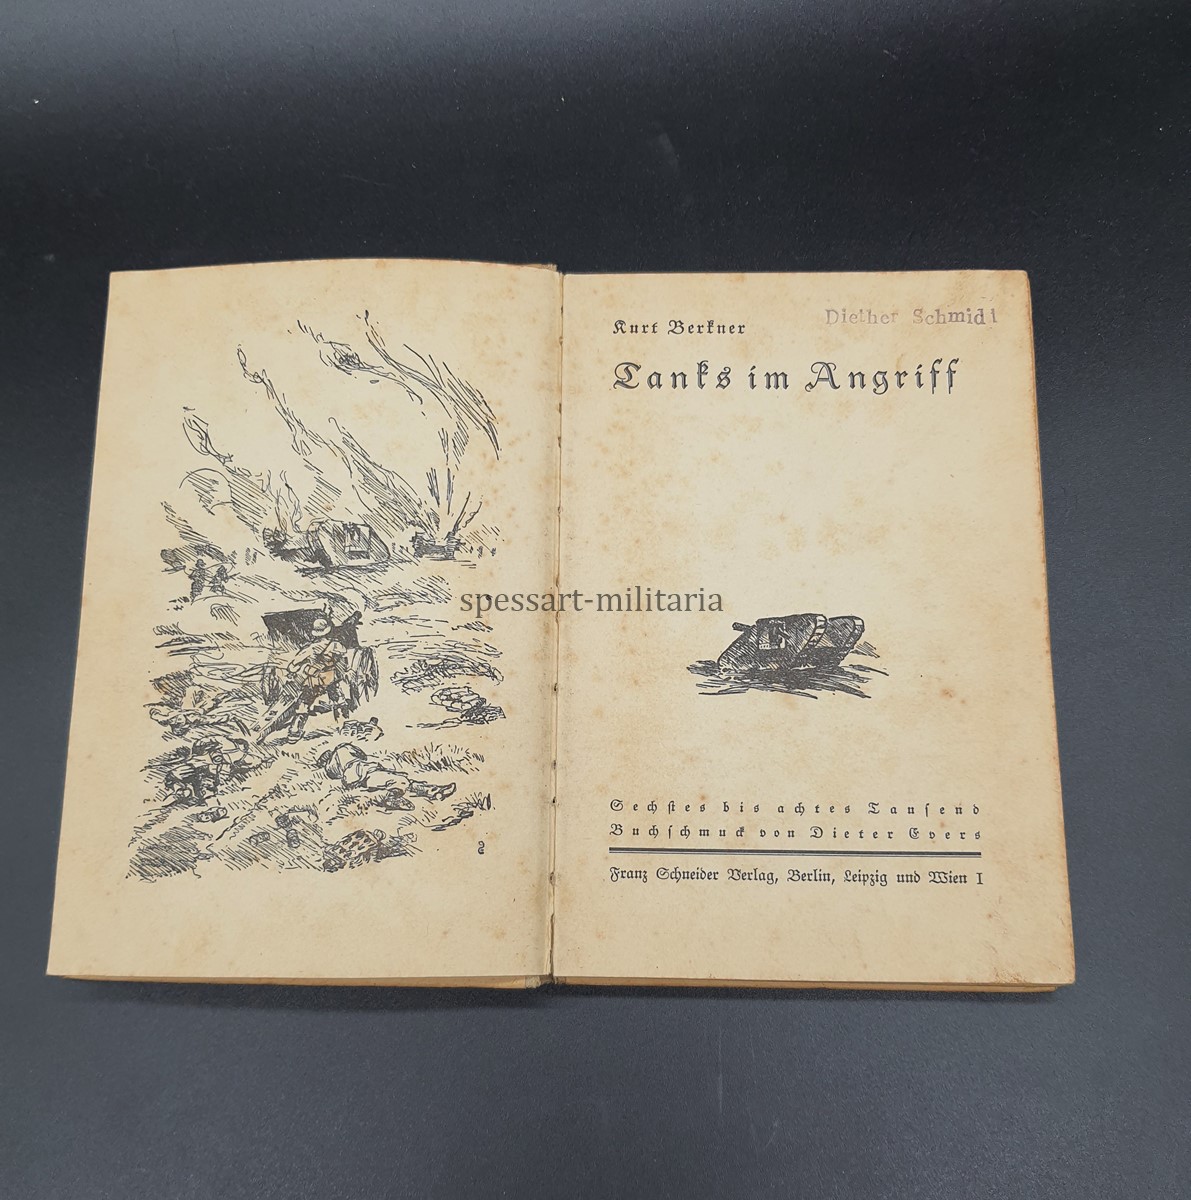 Diether Schmidt
Kurt Berkner
Tanks im Angriff
spessart-militaria
Sechstes bis achtes Tausend
Buchschmuck von Dieter Evers
Franz Schneider Verlag, Berlin, Leipzig und Wien I